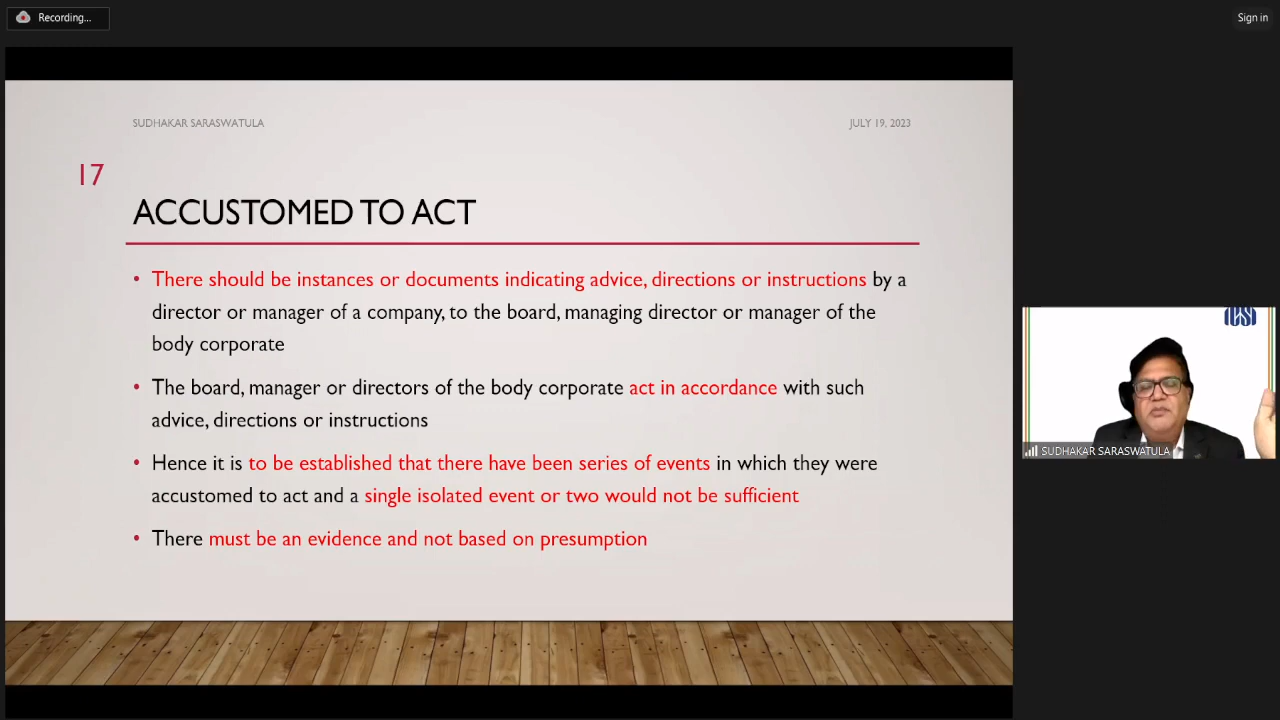 Recording...
Sign in
SUDHAKAR SARASWATULA
JULY 19, 2023
17
ACCUSTOMED TO ACT
• There should be instances or documents indicating advice, directions or instructions by a
director or manager of a company, to the board, managing director or manager of the
body corporate
• The board, manager or directors of the body corporate act in accordance with such
advice, directions or instructions
• Hence it is to be established that there have been series of events in which they were
accustomed to act and a single isolated event or two would not be sufficient
• There must be an evidence and not based on presumption
ICSI
SUDHAKAR SARASWATULA